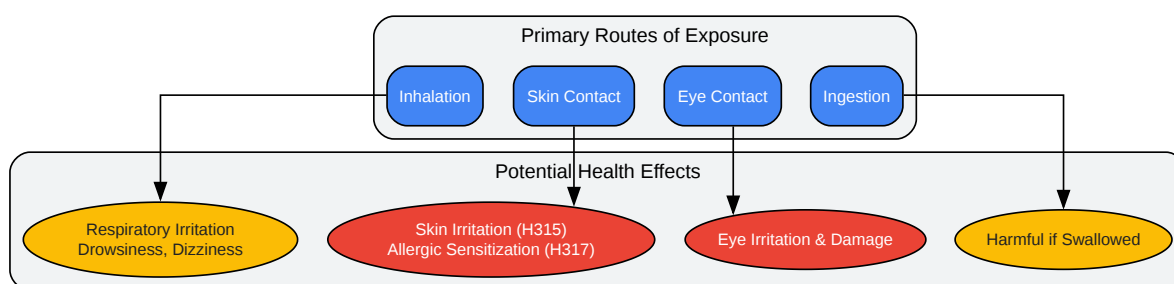 Primary Routes of Exposure
Inhalation
Skin Contact
Eye Contact
Ingestion
Potential Health Effects
Respiratory Irritation
Drowsiness, Dizziness
Skin Irritation (H315)
Allergic Sensitization (H317)
Eye Irritation & Damage
Harmful if Swallowed